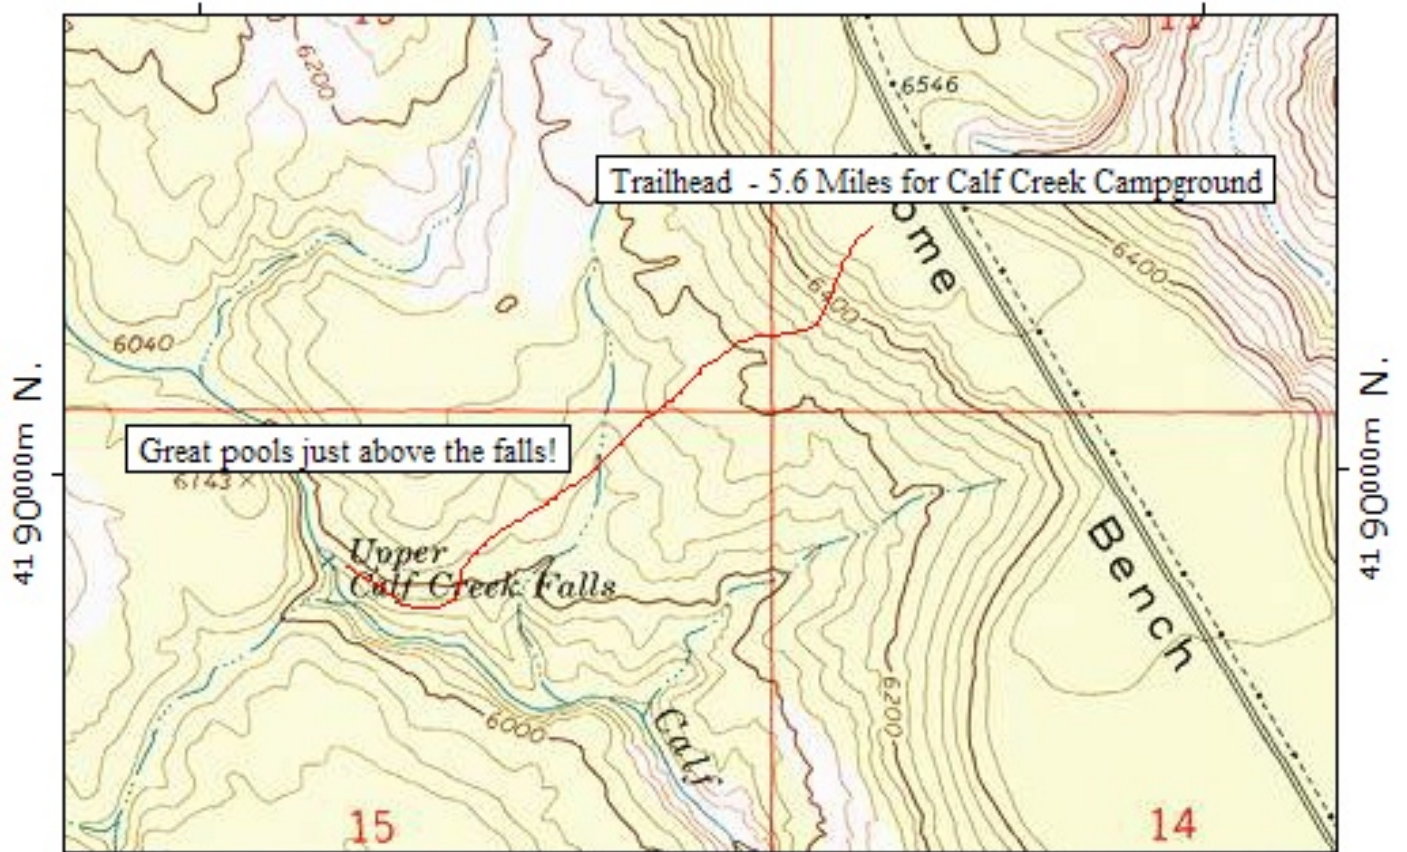 6200
6546
Trailhead - 5.6 Miles for Calf Creek Campground
ome
6400
6400
6040
41 90000m N.
41 90000m N.
Great pools just above the falls!
6143
Upper
Calf Creek Falls
Bench
6200
6000
Calf
15
14